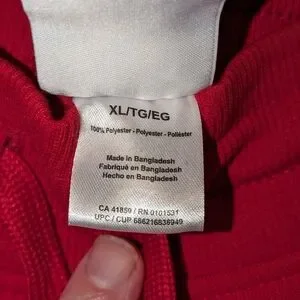 XL/TG/EG
100% Polyester - Polyester - Poliéster
Made in Bangladesh
Fabriqué en Bangladesh
Hecho en Bangladesh
CA 41859 / RN 0101531
UPC / CUP 686216838949